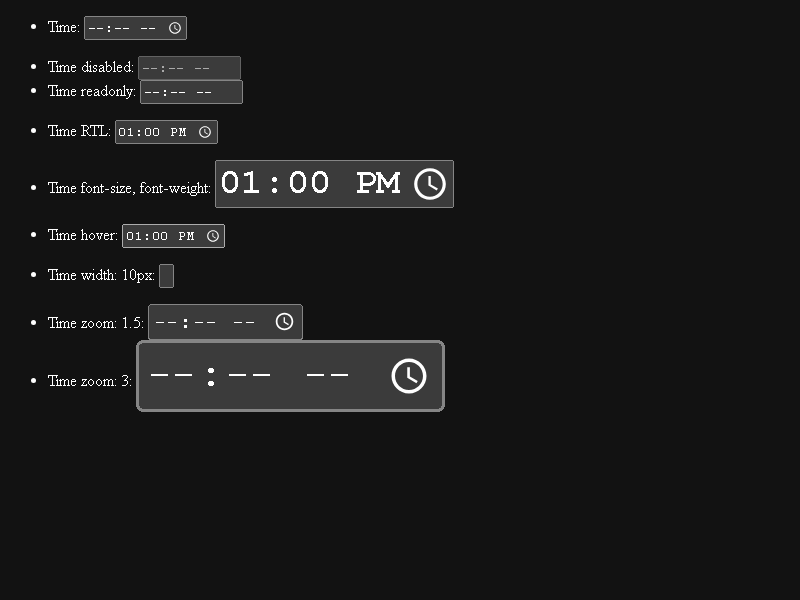 Time: --:-- --
Time disabled: --:-- --
Time readonly: --:-- --
Time RTL: 01:00 PM
Time font-size, font-weight: 01:00 PM
Time hover: 01:00 PM
Time width: 10px:
Time zoom: 1.5: --:-- --
Time zoom: 3: --:-- --